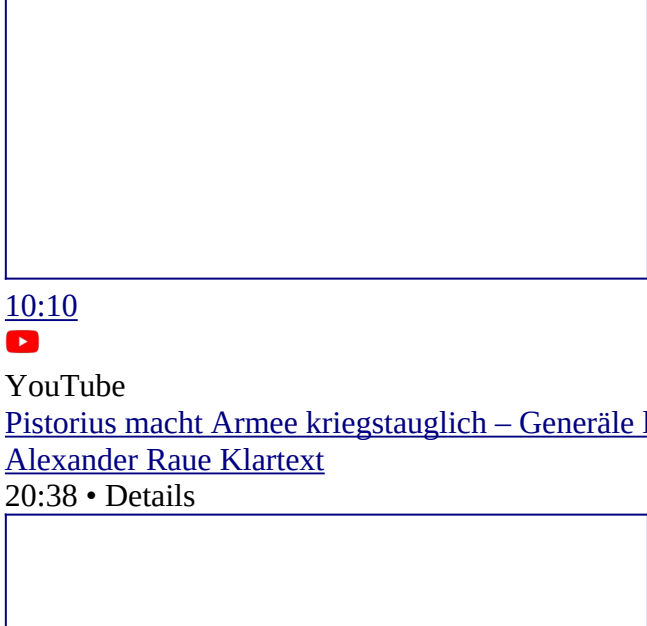 10:10
YouTube
Pistorius macht Armee kriegstauglich – Generäle
Alexander Raue Klartext
20:38 • Details